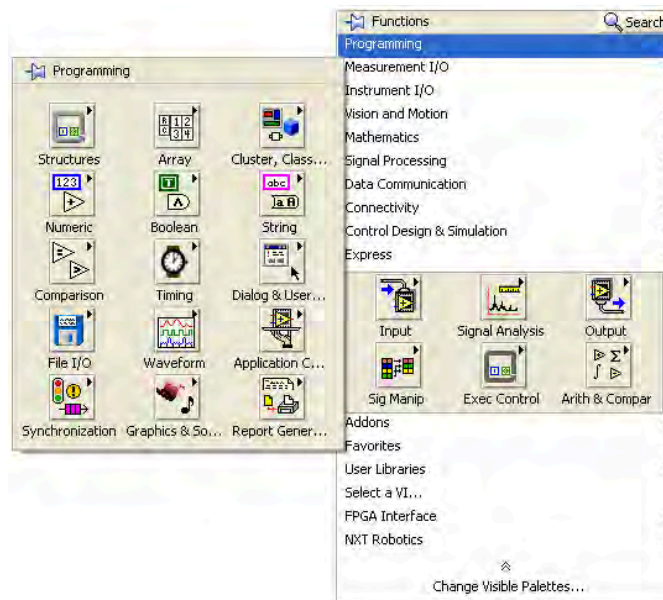 Functions
Search
Programming
Measurement I/O
Instrument I/O
Vision and Motion
Mathematics
Signal Processing
Data Communication
Connectivity
Control Design & Simulation
Express
Input Signal Analysis Output
Sig Manip Exec Control Arith & Compar
Addons
Favorites
User Libraries
Select a VI...
FPGA Interface
NXT Robotics
Change Visible Palettes...
Programming
Structures Array Cluster, Class...
Numeric Boolean String
Comparison Timing Dialog & User...
File I/O Waveform Application C...
Synchronization Graphics & So... Report Gener...